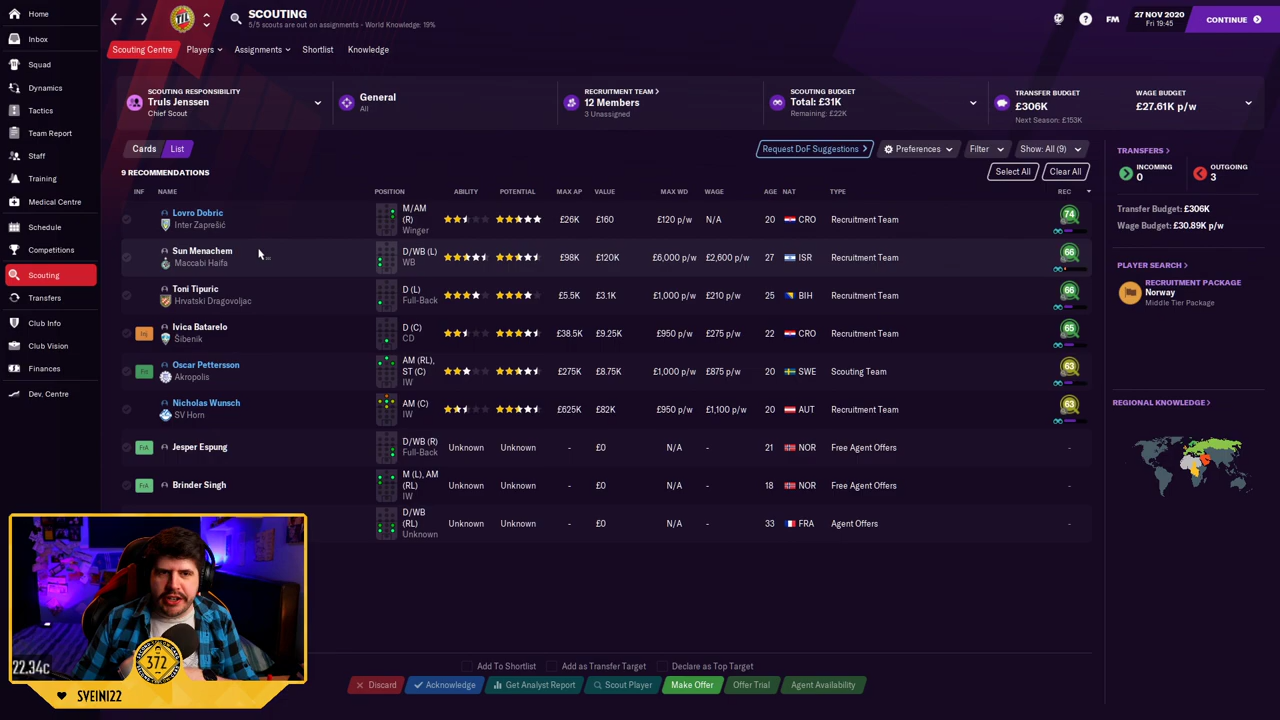 Home
Inbox
Squad
Dynamics
Tactics
Team Report
Staff
Training
Medical Centre
Schedule
Competitions
Scouting
Transfers
Club Info
Club Vision
Finances
Dev. Centre
TIL
SCOUTING
5/5 scouts are out on assignments • World Knowledge: 19%
FM
27 NOV 2020
Fri 19:45
CONTINUE
Scouting Centre
Players
Assignments
Shortlist
Knowledge
SCOUTING RESPONSIBILITY
Truls Jenssen
Chief Scout
General
All
RECRUITMENT TEAM >
12 Members
3 Unassigned
SCOUTING BUDGET
Total: £31K
Remaining: £22K
TRANSFER BUDGET
£306K
Next Season: £153K
WAGE BUDGET
£27.61K p/w
Cards
List
Request DoF Suggestions >
Preferences
Filter
Show: All (9)
9 RECOMMENDATIONS
Select All
Clear All
INF NAME POSITION ABILITY POTENTIAL MAX AP VALUE MAX WD WAGE AGE NAT TYPE REC
Lovro Dobric
Inter Zaprešić
M/AM (R)
Winger
£26K £160 £120 p/w N/A 20 CRO Recruitment Team 74
Sun Menachem
Maccabi Haifa
D/WB (L)
WB
£98K £120K £6,000 p/w £2,600 p/w 27 ISR Recruitment Team 66
Toni Tipuric
Hrvatski Dragovoljac
D (L)
Full-Back
£5.5K £3.1K £1,000 p/w £210 p/w 25 BIH Recruitment Team 66
Inj
Ivica Batarelo
Šibenik
D (C)
CD
£38.5K £9.25K £950 p/w £275 p/w 22 CRO Recruitment Team 65
Oscar Pettersson
Akropolis
AM (RL),
ST (C)
IW
£275K £8.75K £1,000 p/w £875 p/w 20 SWE Scouting Team 63
Nicholas Wunsch
SV Horn
AM (C)
IW
£625K £82K £950 p/w £1,100 p/w 20 AUT Recruitment Team 63
FrA
Jesper Espung
D/WB (R)
Full-Back
Unknown Unknown - £0 N/A - 21 NOR Free Agent Offers -
FrA
Brinder Singh
M (L), AM
(RL)
IW
Unknown Unknown - £0 N/A - 18 NOR Free Agent Offers -
D/WB
(RL)
Unknown
Unknown Unknown - £0 N/A - 33 FRA Agent Offers -
TRANSFERS >
INCOMING
0
OUTGOING
3
Transfer Budget: £306K
Wage Budget: £30.89K p/w
PLAYER SEARCH >
RECRUITMENT PACKAGE
Norway
Middle Tier Package
REGIONAL KNOWLEDGE >
Add To Shortlist
Add as Transfer Target
Declare as Top Target
Discard
Acknowledge
Get Analyst Report
Scout Player
Make Offer
Offer Trial
Agent Availability
22.34c
372
SVEINI22